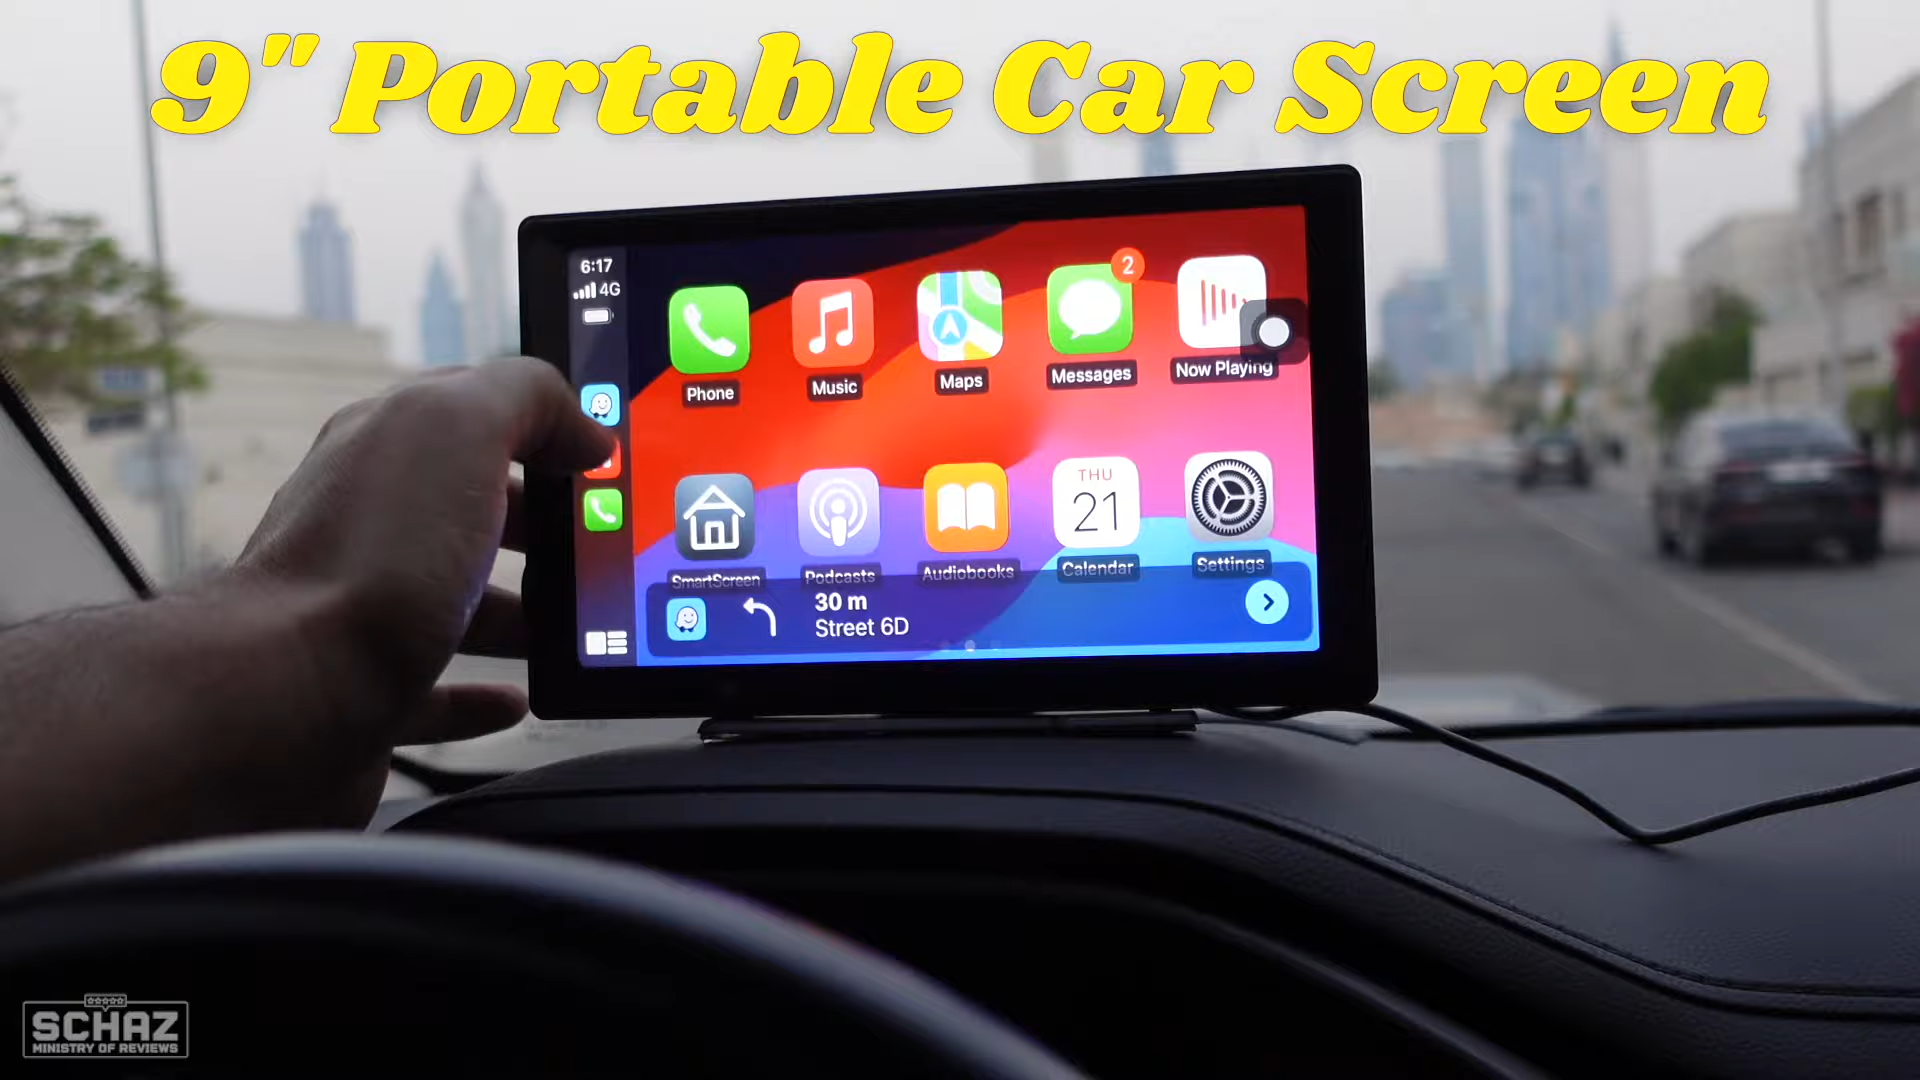 9" Portable Car Screen
6:17
4G
2
Phone
Music
Maps
Messages
Now Playing
THU
21
SmartScreen
Podcasts
Audiobooks
Calendar
Settings
30 m
Street 6D
SCHAZ
MINISTRY OF REVIEWS